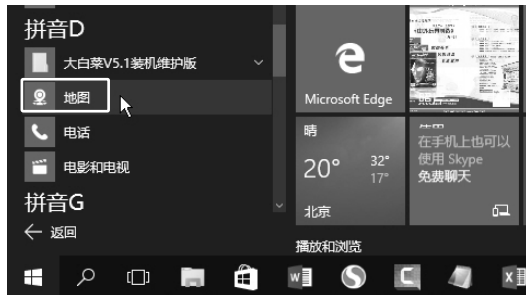 拼音D
大白菜V5.1装机维护版
地图
电话
电影和电视
拼音G
返回
Microsoft Edge
晴
20°
32°
17°
北京
在手机上也可以
使用 Skype
免费聊天
播放和浏览